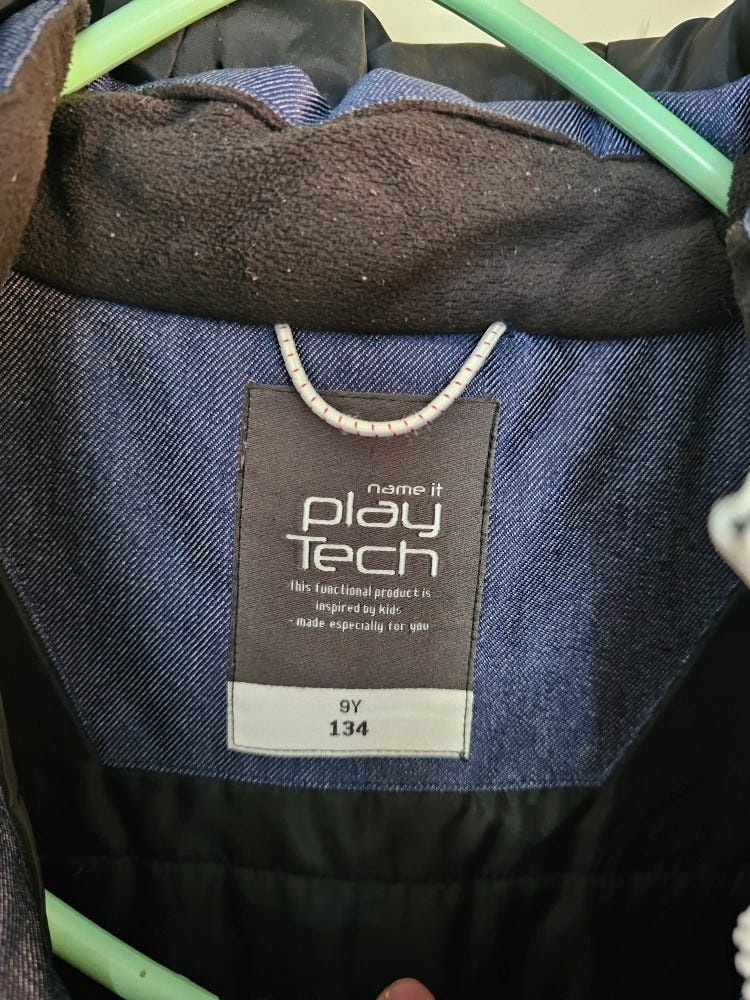 name it
play
Tech
This functional product is
inspired by kids
- made especially for you
9Y
134